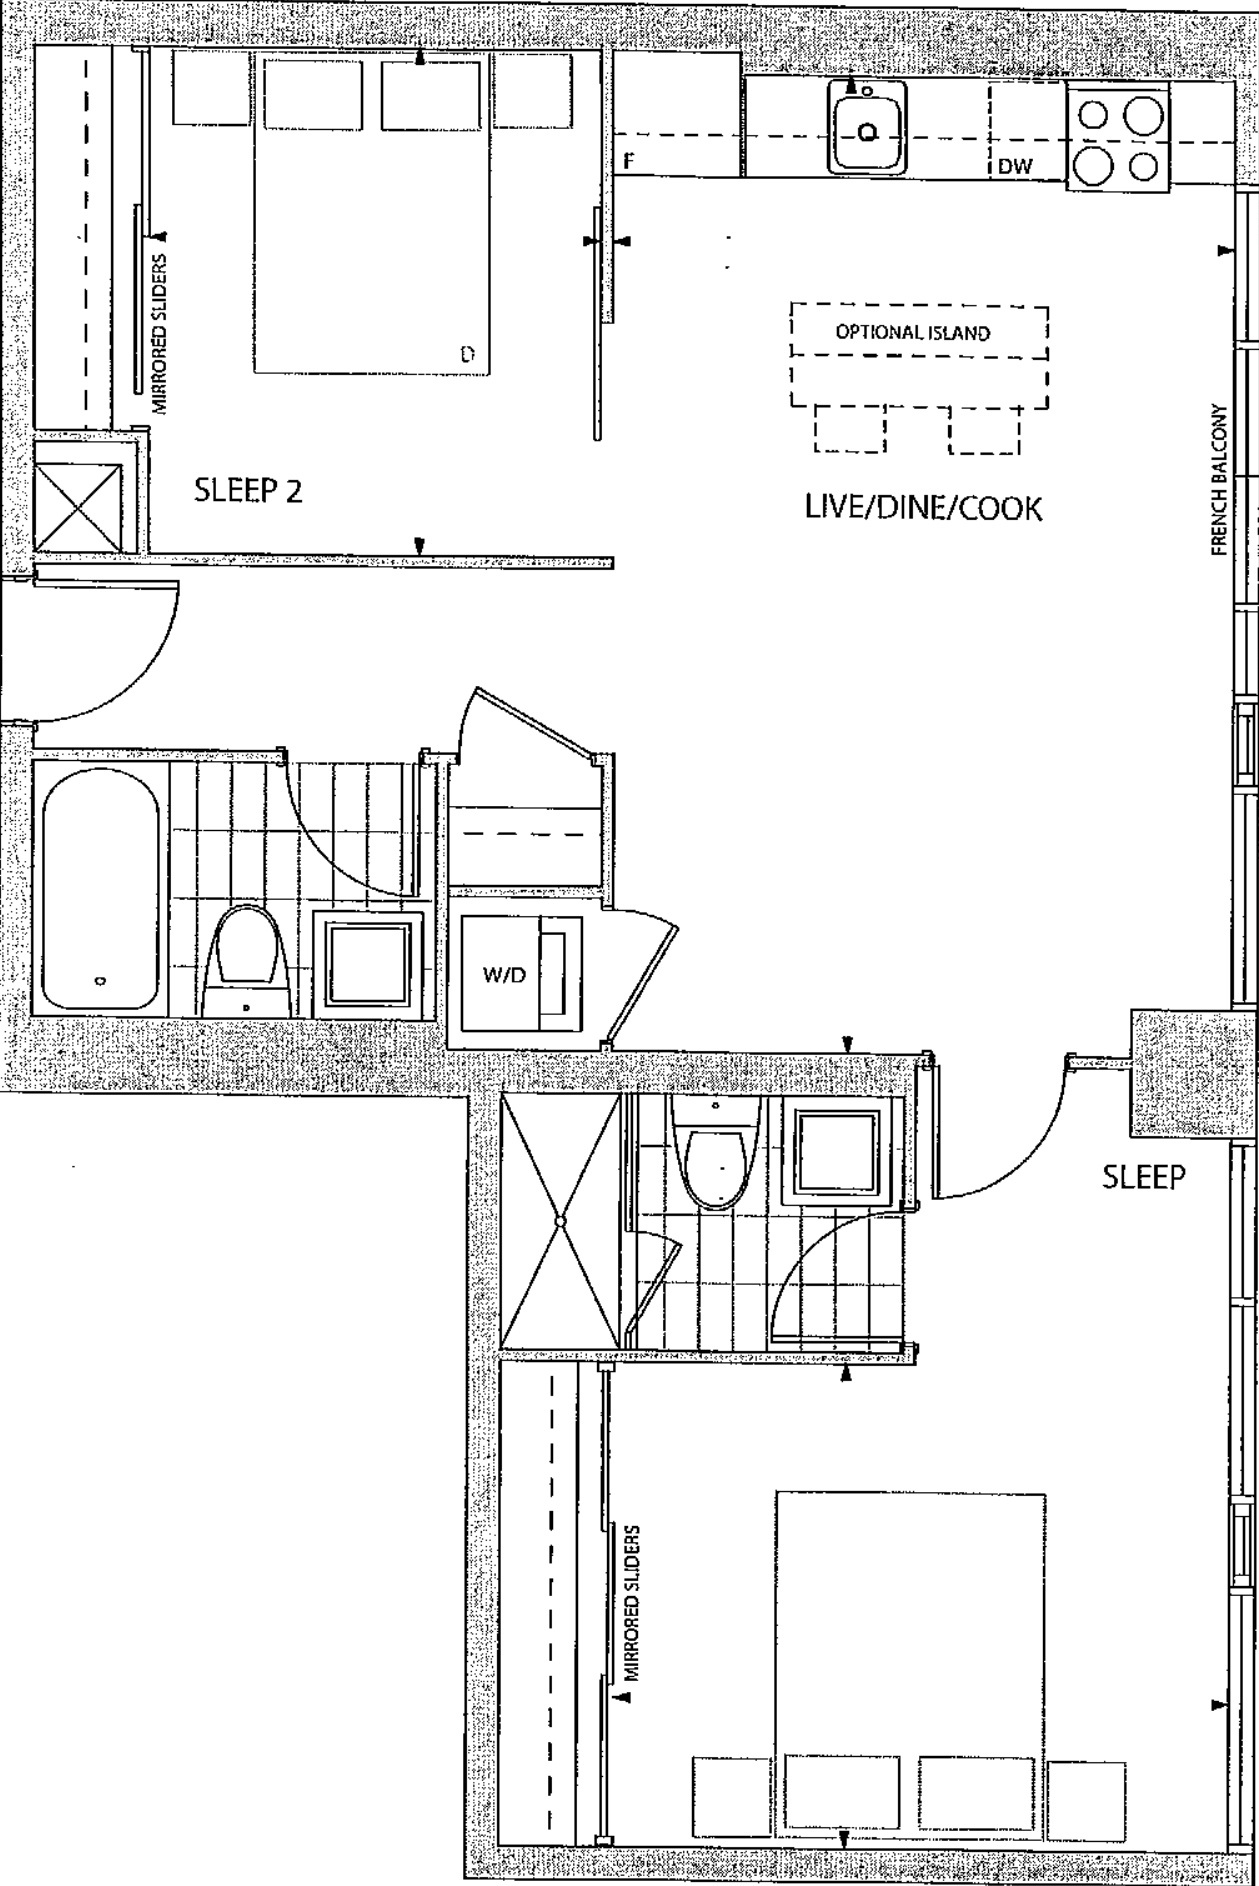 F
DW
MIRRORED SLIDERS
D
OPTIONAL ISLAND
SLEEP 2
LIVE/DINE/COOK
FRENCH BALCONY
W/D
SLEEP
MIRRORED SLIDERS